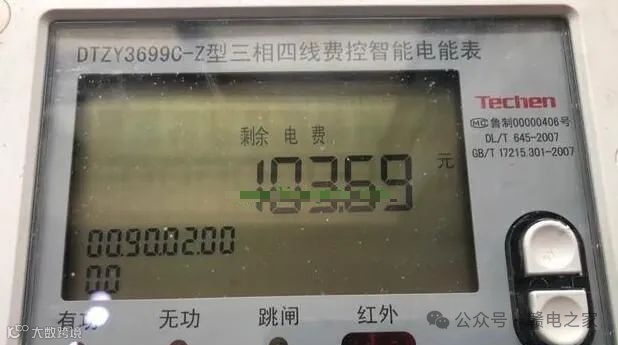 DTZY3699C-Z型三相四线费控智能电能表
Techen
MC 鲁制00000406号
DL/T 645-2007
GB/T 17215.301-2007
剩余 电费
103.69 元
00.90.02.00
00
有功 无功 跳闸 红外
大数跨境
公众号 · 赣电之家